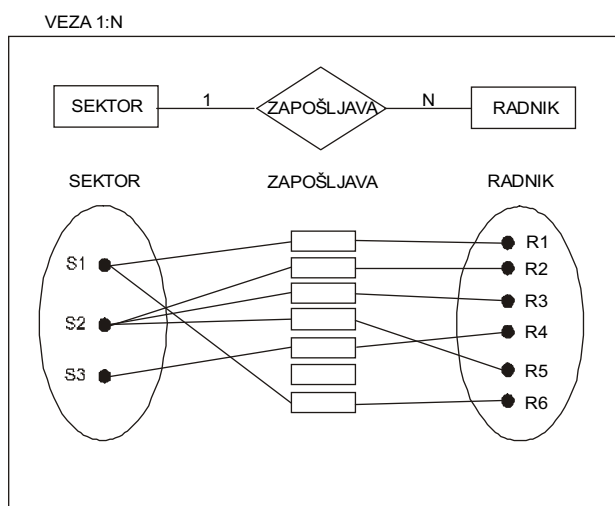 VEZA 1:N
SEKTOR 1 ZAPOŠLJAVA N RADNIK
SEKTOR ZAPOŠLJAVA RADNIK
R1
S1
R2
R3
S2
R4
S3
R5
R6